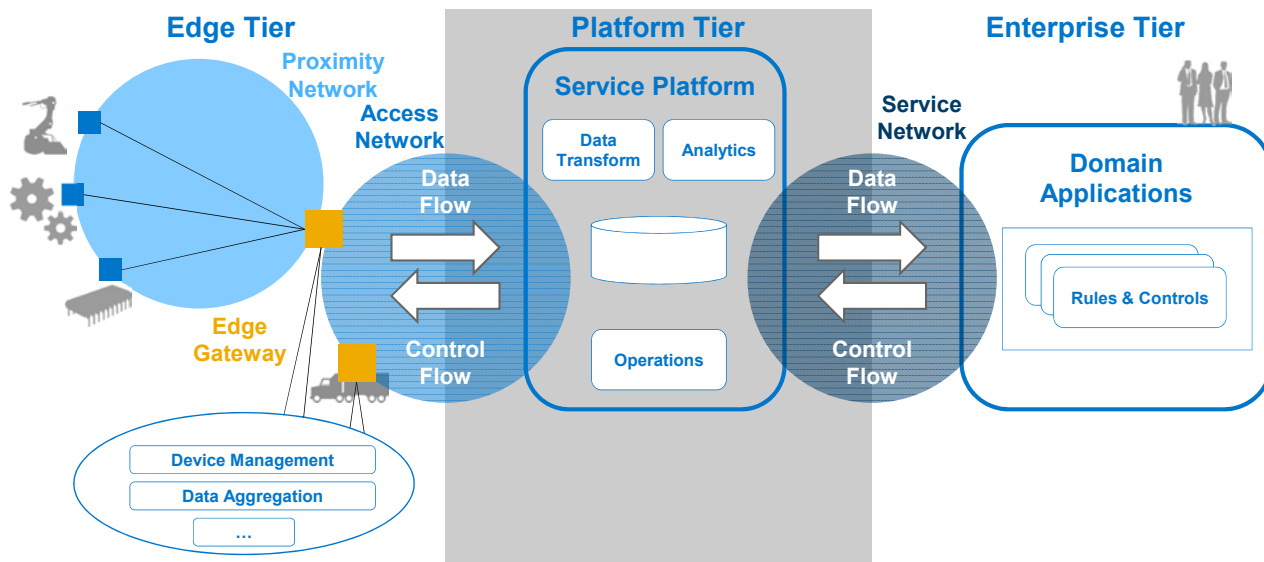 Edge Tier
Platform Tier
Enterprise Tier
Proximity
Network
Access
Network
Service Platform
Data
Transform
Analytics
Service
Network
Domain
Applications
Data
Flow
Data
Flow
Rules & Controls
Edge
Gateway
Control
Flow
Operations
Control
Flow
Device Management
Data Aggregation
...